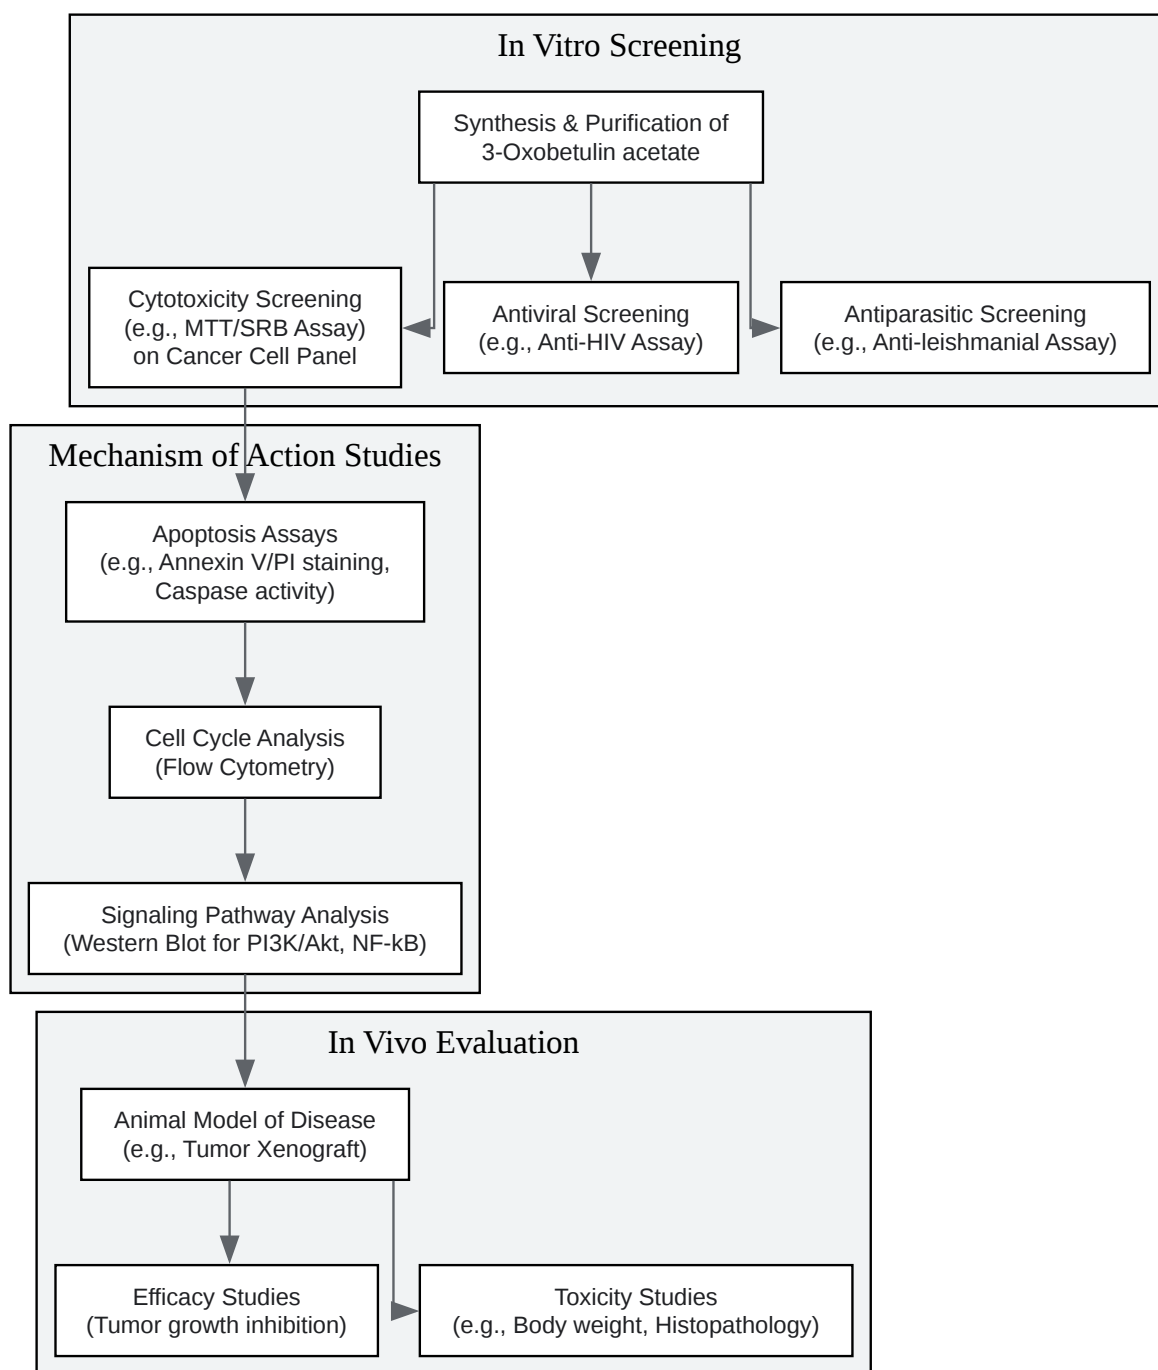 In Vitro Screening
Synthesis & Purification of
3-Oxobetulin acetate
Cytotoxicity Screening
(e.g., MTT/SRB Assay)
on Cancer Cell Panel
Antiviral Screening
(e.g., Anti-HIV Assay)
Antiparasitic Screening
(e.g., Anti-leishmanial Assay)
Mechanism of Action Studies
Apoptosis Assays
(e.g., Annexin V/PI staining,
Caspase activity)
Cell Cycle Analysis
(Flow Cytometry)
Signaling Pathway Analysis
(Western Blot for PI3K/Akt, NF-kB)
In Vivo Evaluation
Animal Model of Disease
(e.g., Tumor Xenograft)
Efficacy Studies
(Tumor growth inhibition)
Toxicity Studies
(e.g., Body weight, Histopathology)